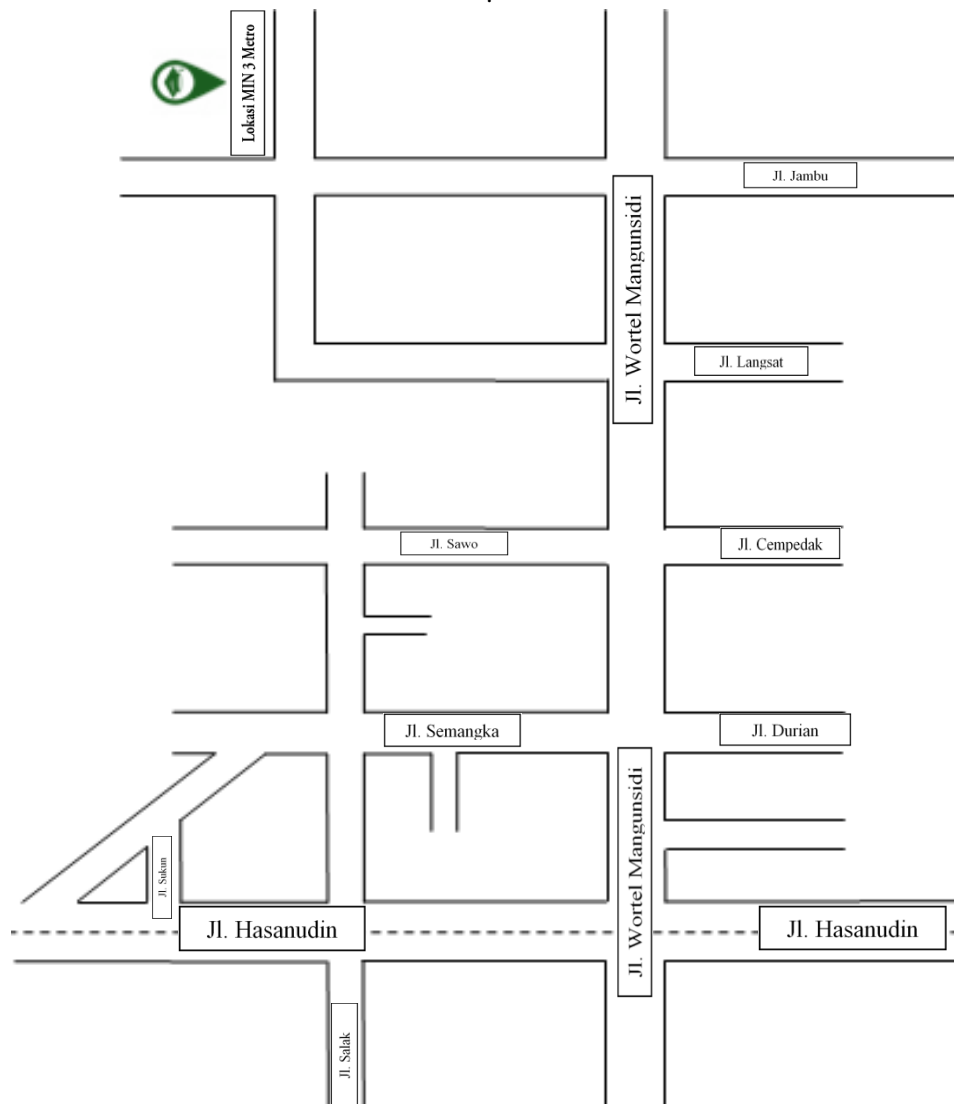 Lokasi MIN 3 Metro
Jl. Jambu
Jl. Wortel Mangunsidi
Jl. Langsat
Jl. Sawo
Jl. Cempedak
Jl. Semangka
Jl. Durian
Jl. Wortel Mangunsidi
Jl. Sukun
Jl. Hasanudin
Jl. Hasanudin
Jl. Salak